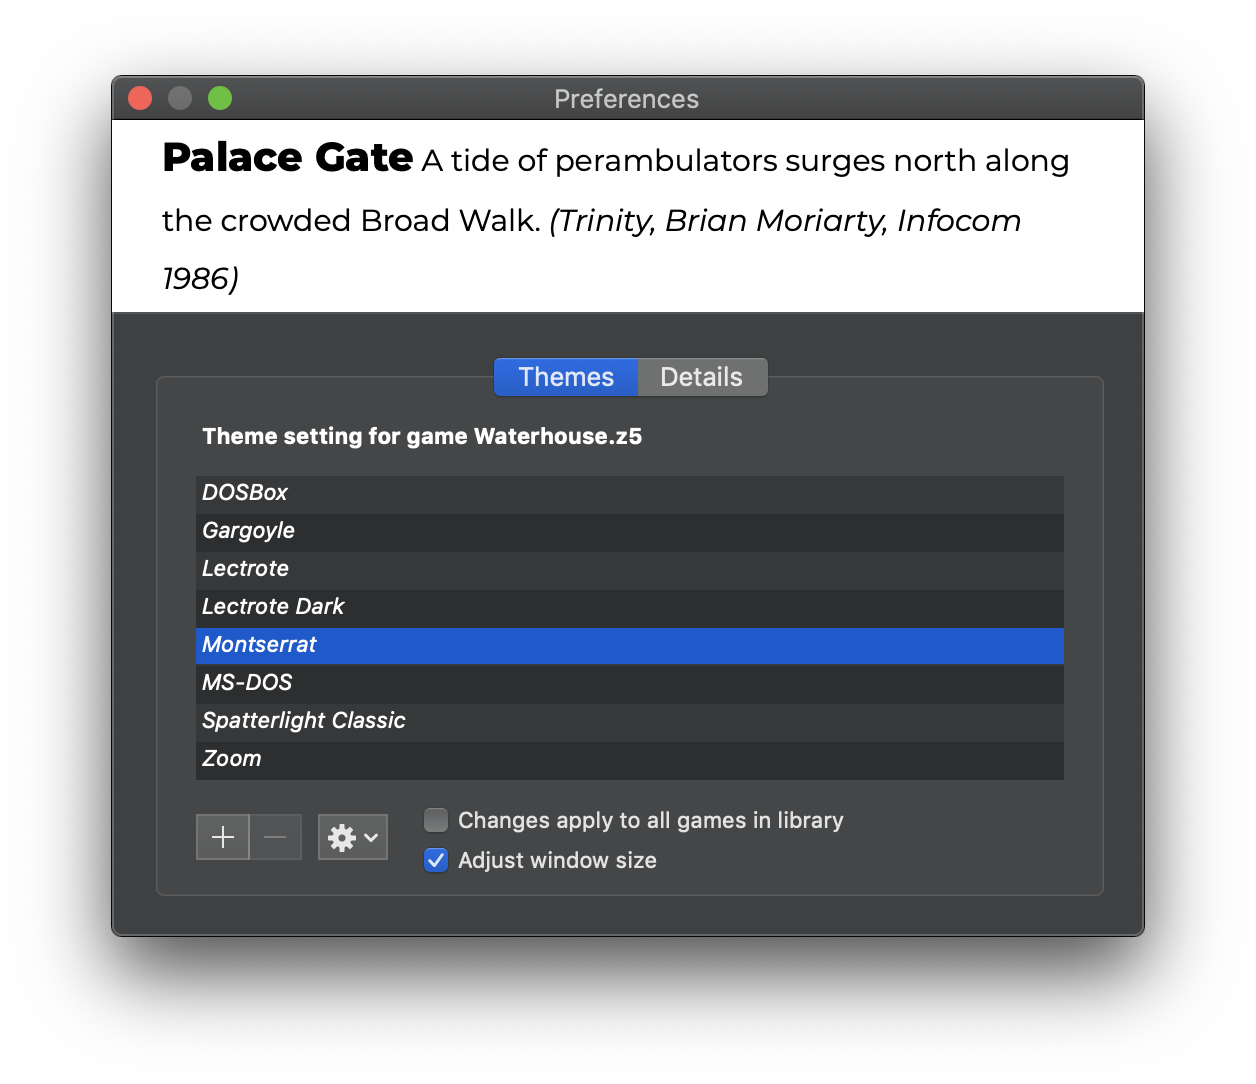 Preferences
Palace Gate A tide of perambulators surges north along
the crowded Broad Walk. (Trinity, Brian Moriarty, Infocom
1986)
Themes Details
Theme setting for game Waterhouse.z5
DOSBox
Gargoyle
Lectrote
Lectrote Dark
Montserrat
MS-DOS
Spatterlight Classic
Zoom
Changes apply to all games in library
Adjust window size